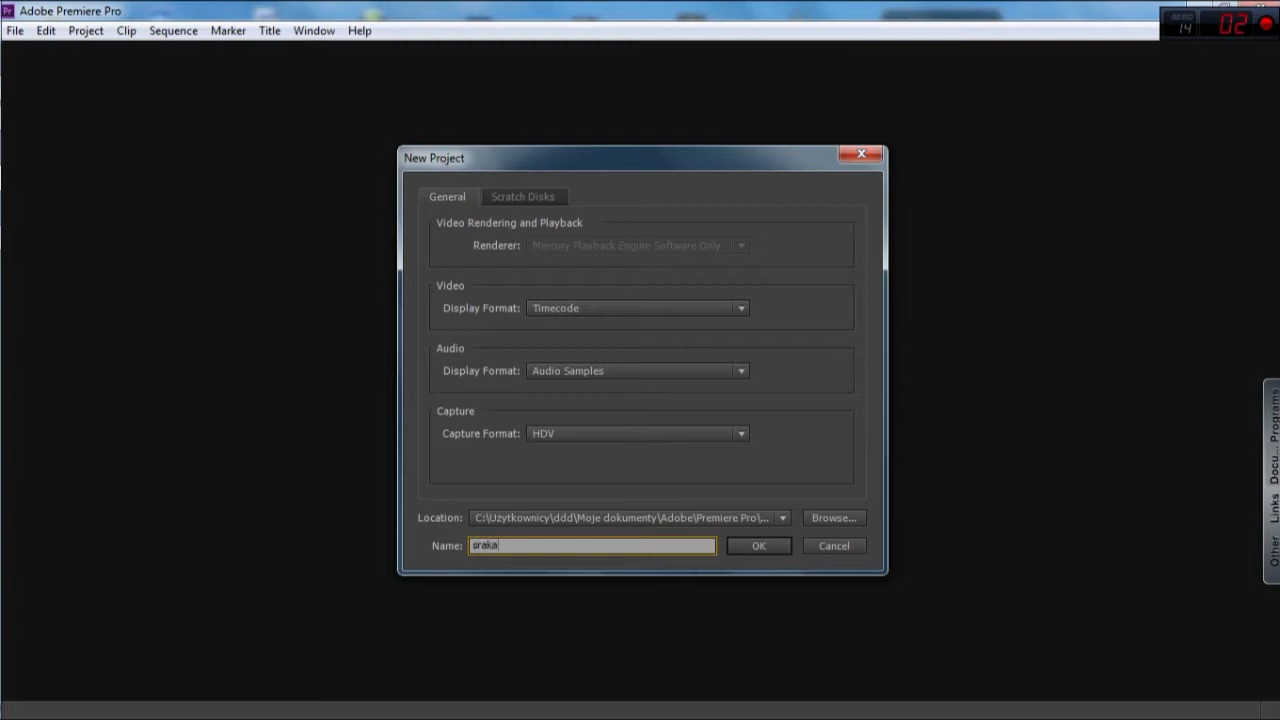 Pr Adobe Premiere Pro
File Edit Project Clip Sequence Marker Title Window Help
AERO
14
02
New Project
General Scratch Disks
Video Rendering and Playback
Renderer: Mercury Playback Engine Software Only
Video
Display Format: Timecode
Audio
Display Format: Audio Samples
Capture
Capture Format: HDV
Location: C:\Użytkownicy\ddd\Moje dokumenty\Adobe\Premiere Pro\... Browse...
Name: sraka OK Cancel
Programs
Docu...
Links
Other